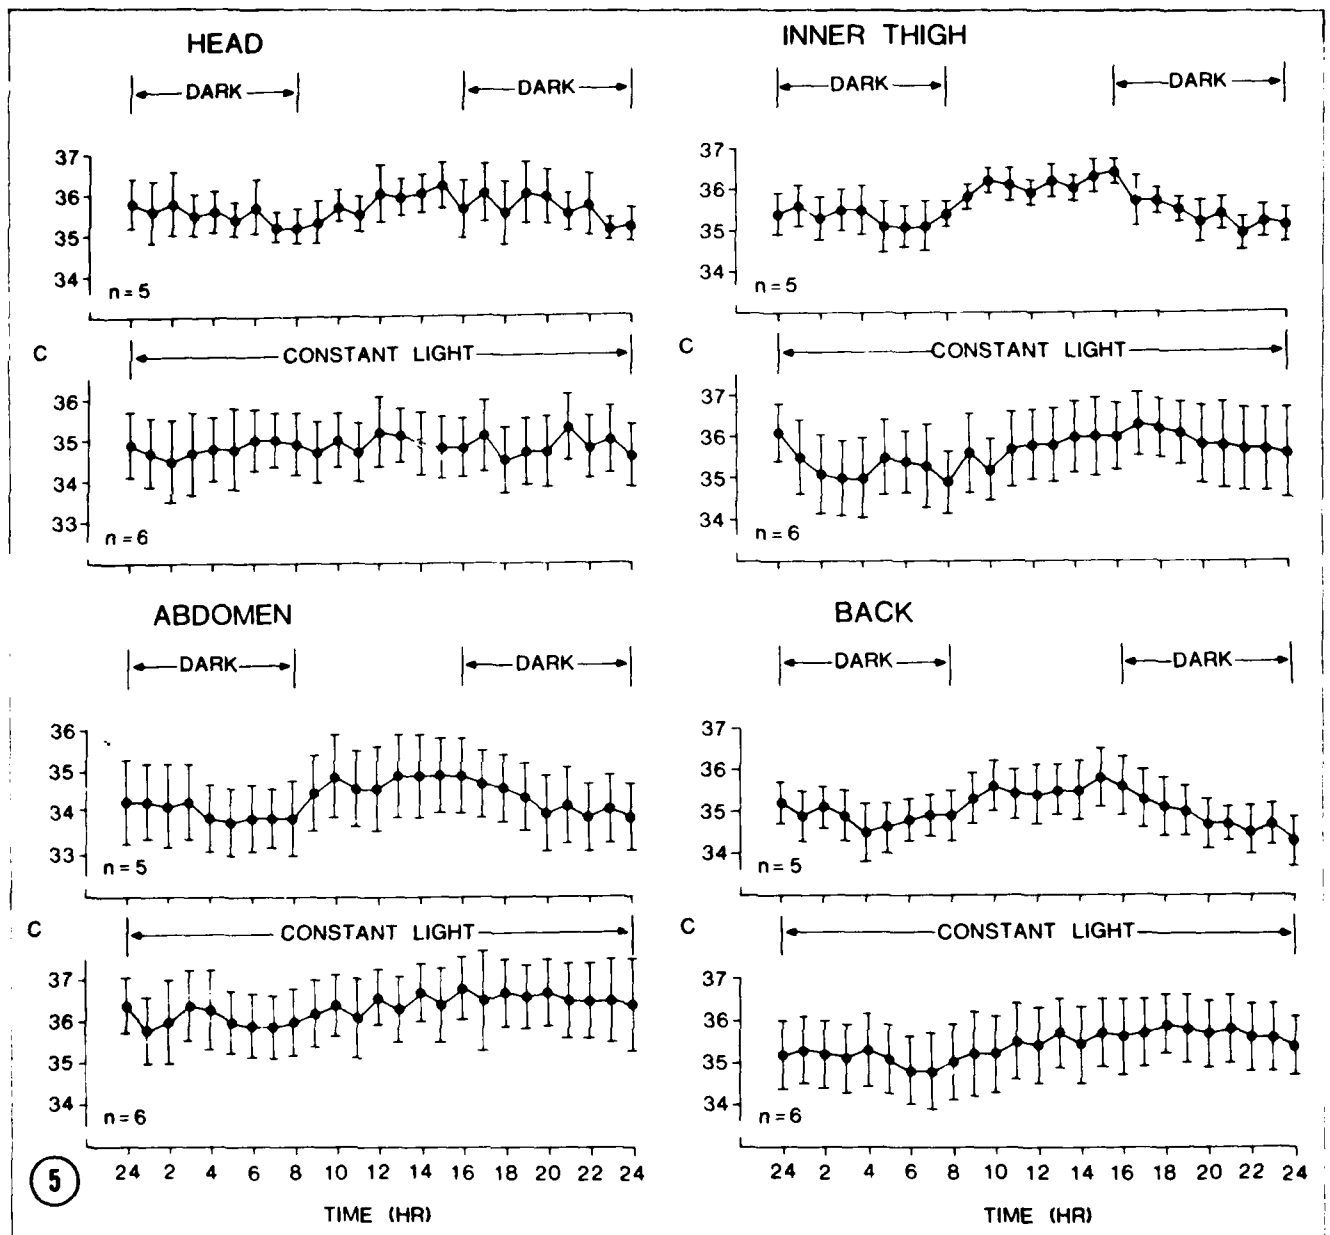 HEAD
DARK
DARK
37
36
35
34
n = 5
C
CONSTANT LIGHT
36
35
34
33
n = 6
INNER THIGH
DARK
DARK
37
36
35
34
n = 5
C
CONSTANT LIGHT
37
36
35
34
n = 6
ABDOMEN
DARK
DARK
36
35
34
33
n = 5
C
CONSTANT LIGHT
37
36
35
34
n = 6
24 2 4 6 8 10 12 14 16 18 20 22 24
TIME (HR)
BACK
DARK
DARK
37
36
35
34
n = 5
C
CONSTANT LIGHT
36
35
34
n = 6
24 2 4 6 8 10 12 14 16 18 20 22 24
TIME (HR)
5